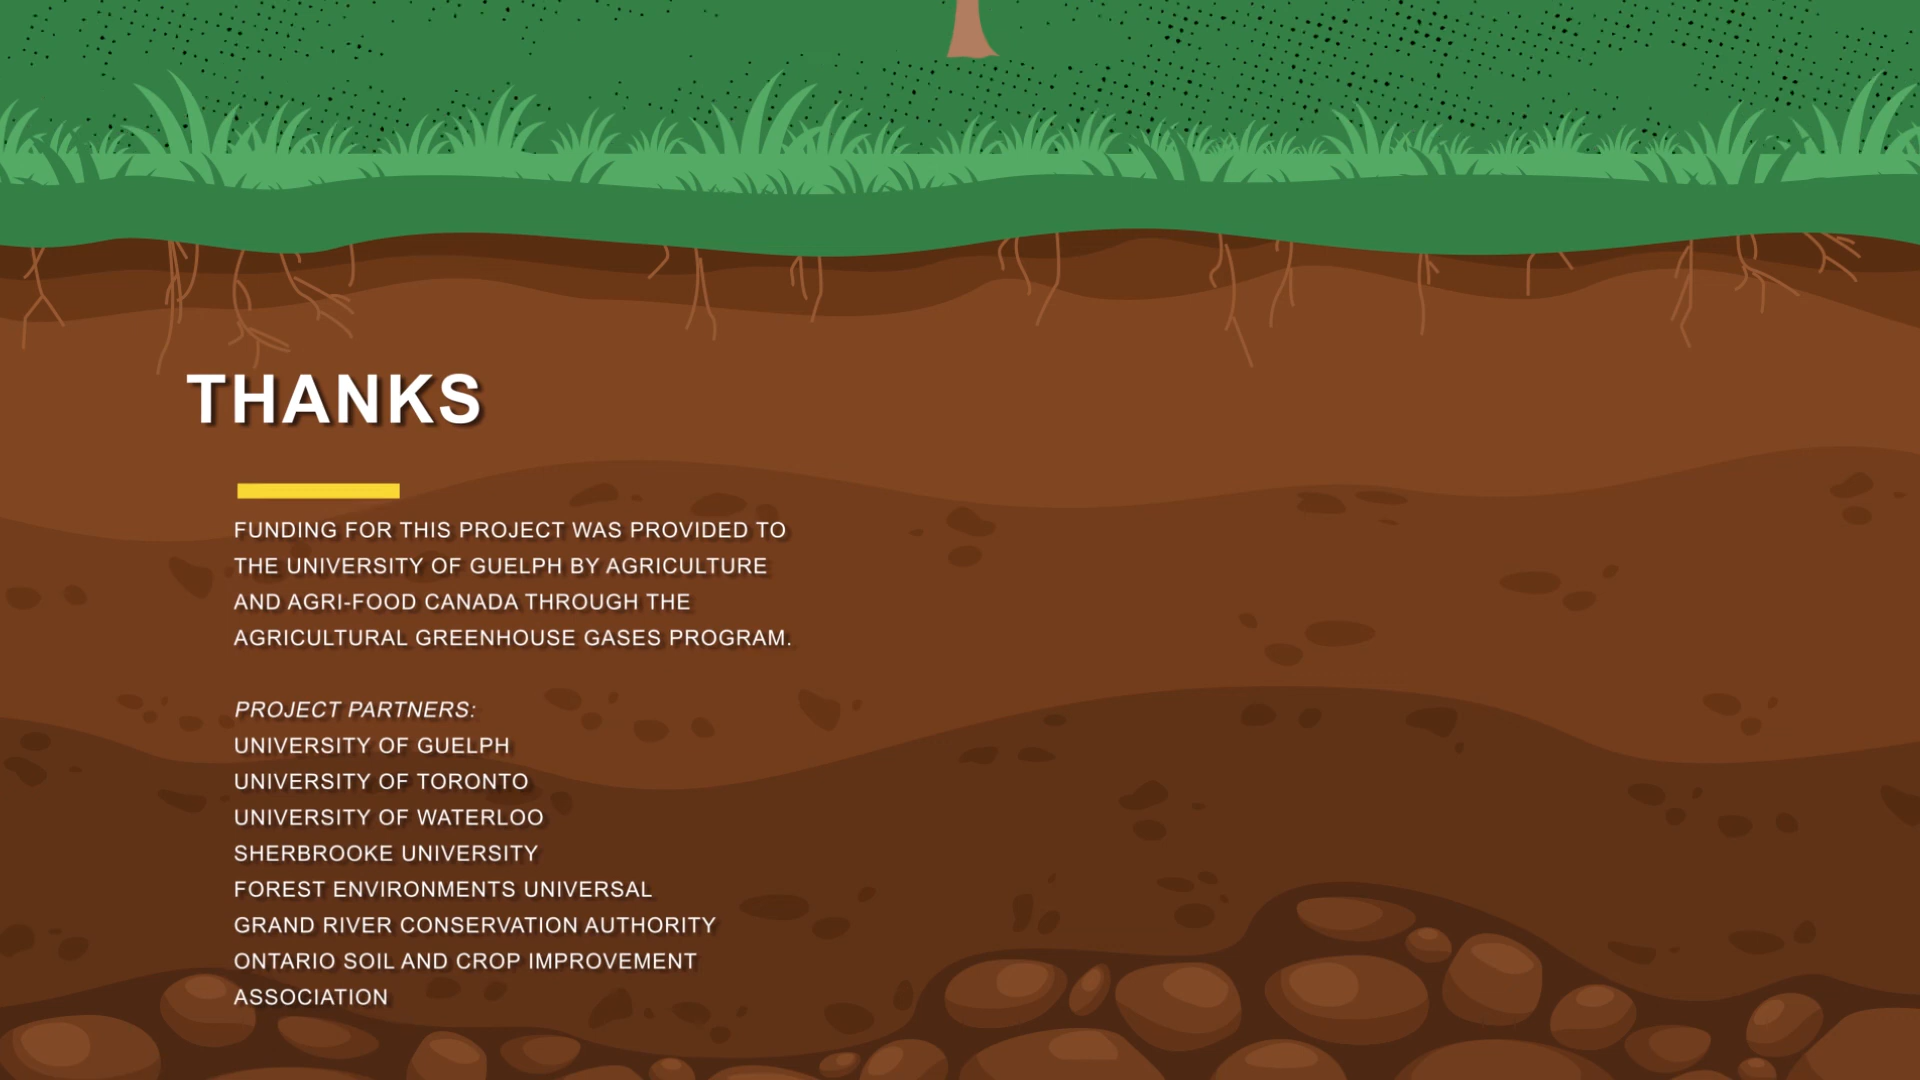 THANKS
FUNDING FOR THIS PROJECT WAS PROVIDED TO
THE UNIVERSITY OF GUELPH BY AGRICULTURE
AND AGRI-FOOD CANADA THROUGH THE
AGRICULTURAL GREENHOUSE GASES PROGRAM.
PROJECT PARTNERS:
UNIVERSITY OF GUELPH
UNIVERSITY OF TORONTO
UNIVERSITY OF WATERLOO
SHERBROOKE UNIVERSITY
FOREST ENVIRONMENTS UNIVERSAL
GRAND RIVER CONSERVATION AUTHORITY
ONTARIO SOIL AND CROP IMPROVEMENT
ASSOCIATION